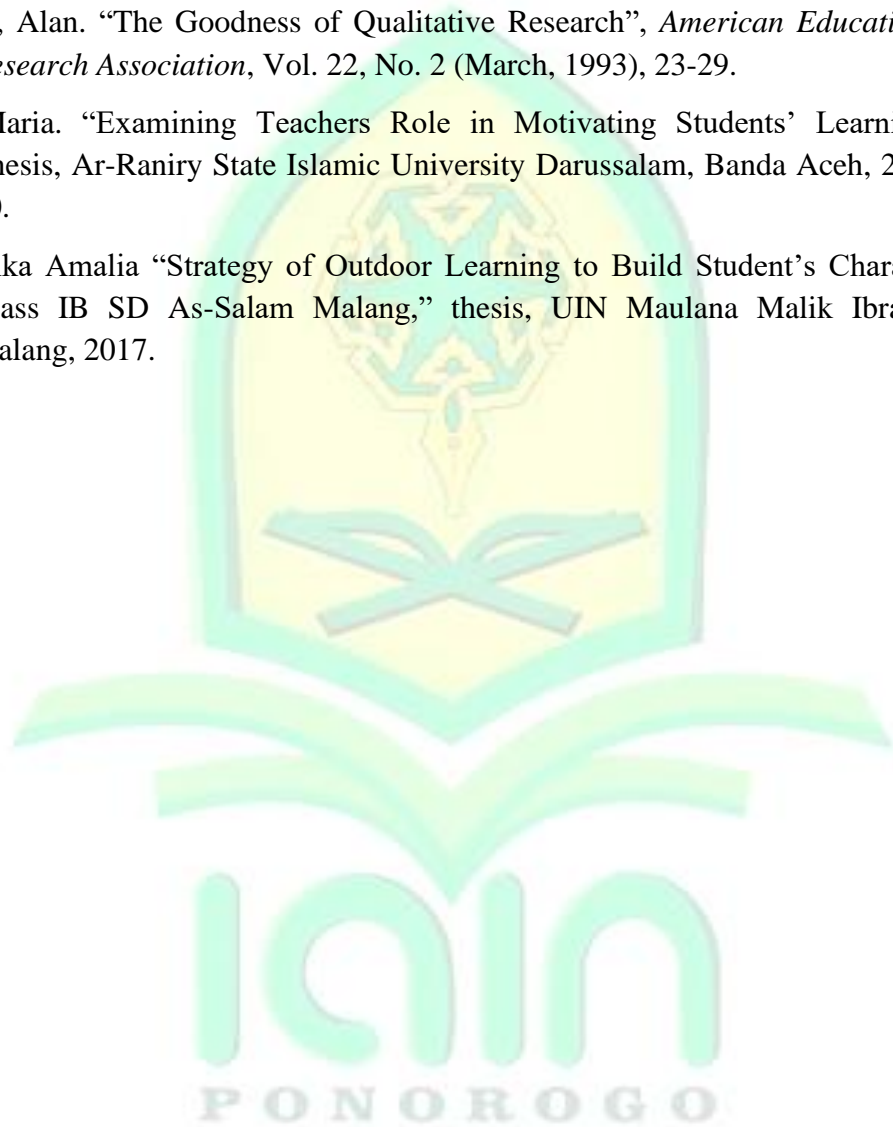 , Alan. “The Goodness of Qualitative Research”, American Educati
esearch Association, Vol. 22, No. 2 (March, 1993), 23-29.
aria. “Examining Teachers Role in Motivating Students’ Learni
esis, Ar-Raniry State Islamic University Darussalam, Banda Aceh, 2
).
ka Amalia “Strategy of Outdoor Learning to Build Student’s Chara
ass IB SD As-Salam Malang,” thesis, UIN Maulana Malik Ibra
alang, 2017.
iain
PONOROGO